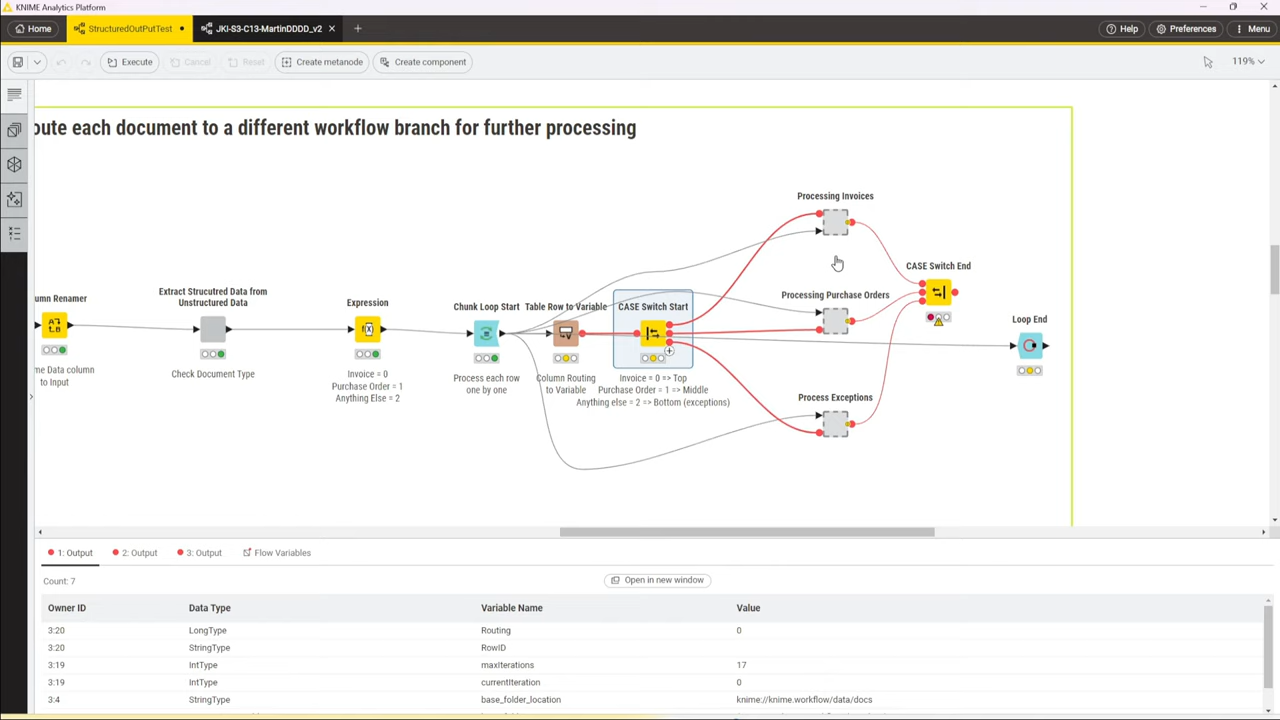 KNIME Analytics Platform
Home
StructuredOutPutTest
JKI-S3-C13-MartinDDDD_v2
Help
Preferences
Menu
Execute
Cancel
Reset
Create metanode
Create component
119%
oute each document to a different workflow branch for further processing
Processing Invoices
CASE Switch End
Processing Purchase Orders
umn Renamer
Extract Strucutred Data from
Unstructured Data
Expression
Chunk Loop Start
Table Row to Variable
CASE Switch Start
Loop End
me Data column
to Input
Check Document Type
Invoice = 0
Purchase Order = 1
Anything Else = 2
Process each row
one by one
Column Routing
to Variable
Invoice = 0 => Top
Purchase Order = 1 => Middle
Anything else = 2 => Bottom (exceptions)
Process Exceptions
1: Output
2: Output
3: Output
Flow Variables
Count: 7
Open in new window
Owner ID Data Type Variable Name Value
3:20 LongType Routing 0
3:20 StringType RowID
3:19 IntType maxIterations 17
3:19 IntType currentIteration 0
3:4 StringType base_folder_location knime://knime.workflow/data/docs